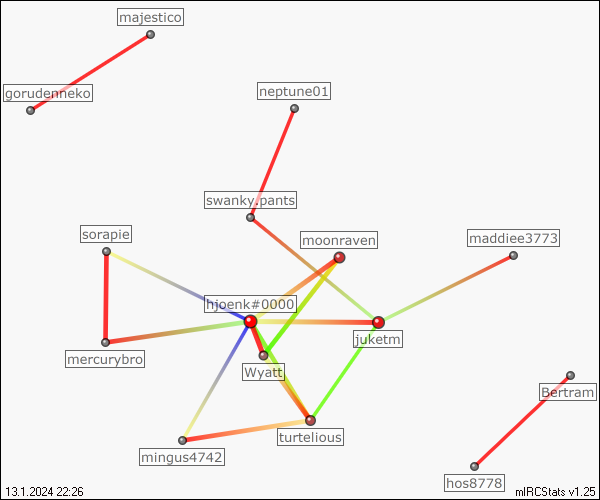 majestico
gorudenneko
neptune01
swanky.pants
sorapie
moonraven
maddiee3773
hjoenk#0000
juketm
mercurybro
Wyatt
Bertram
turtelious
mingus4742
hos8778
13.1.2024 22:26
mIRCStats v1.25